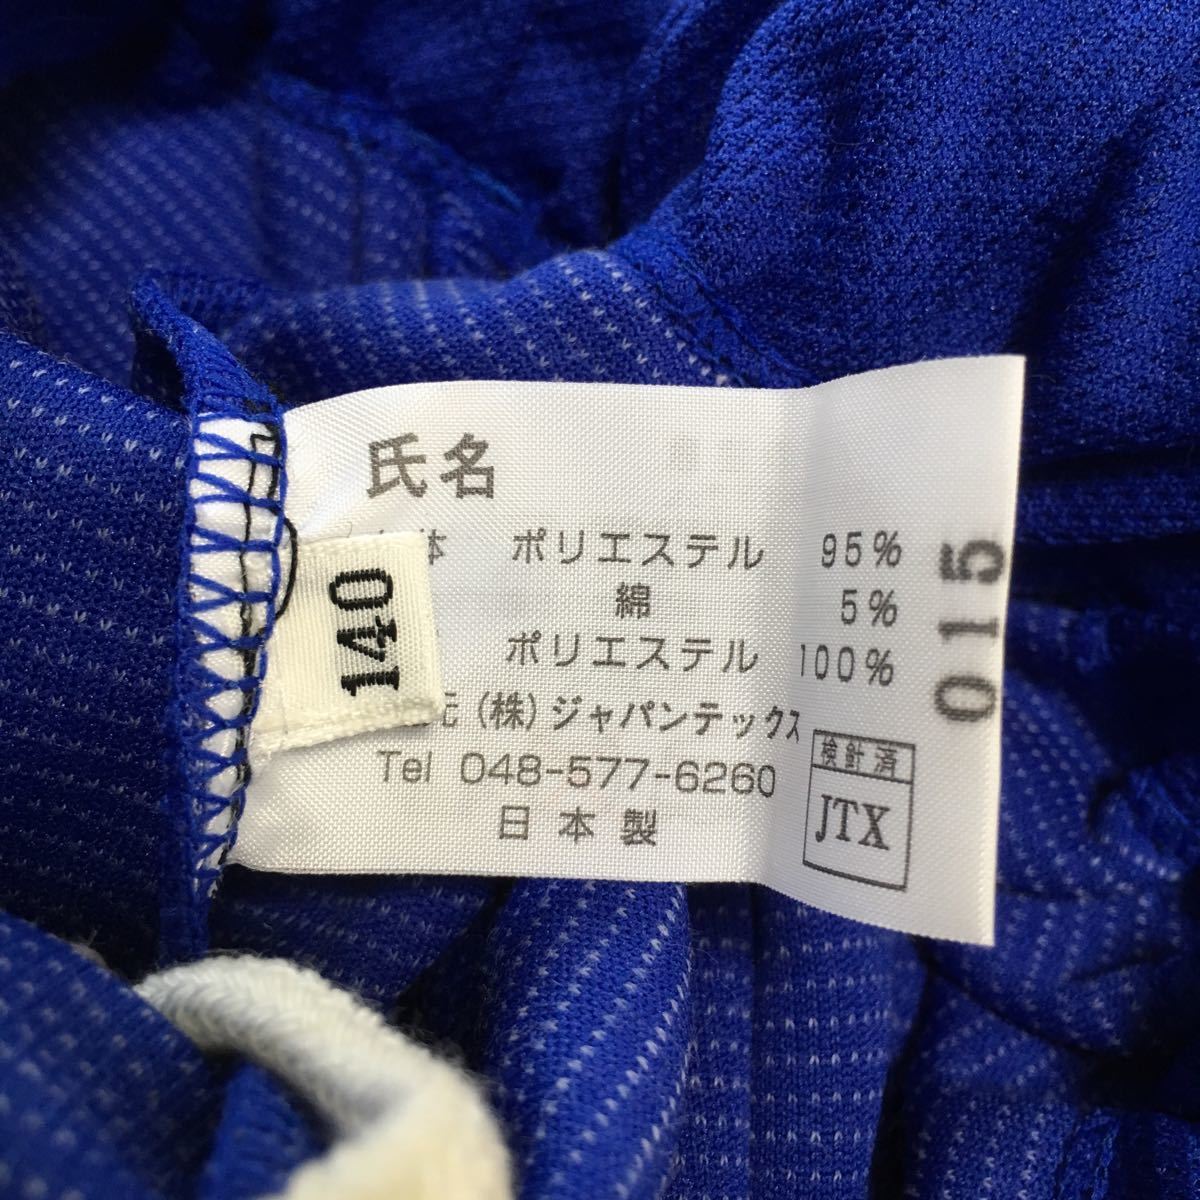 氏名
体 ポリエステル 95%
綿 5%
ポリエステル 100%
元 (株)ジャパンテックス
Tel 048-577-6260
日本製
140
015
検針済
JTX